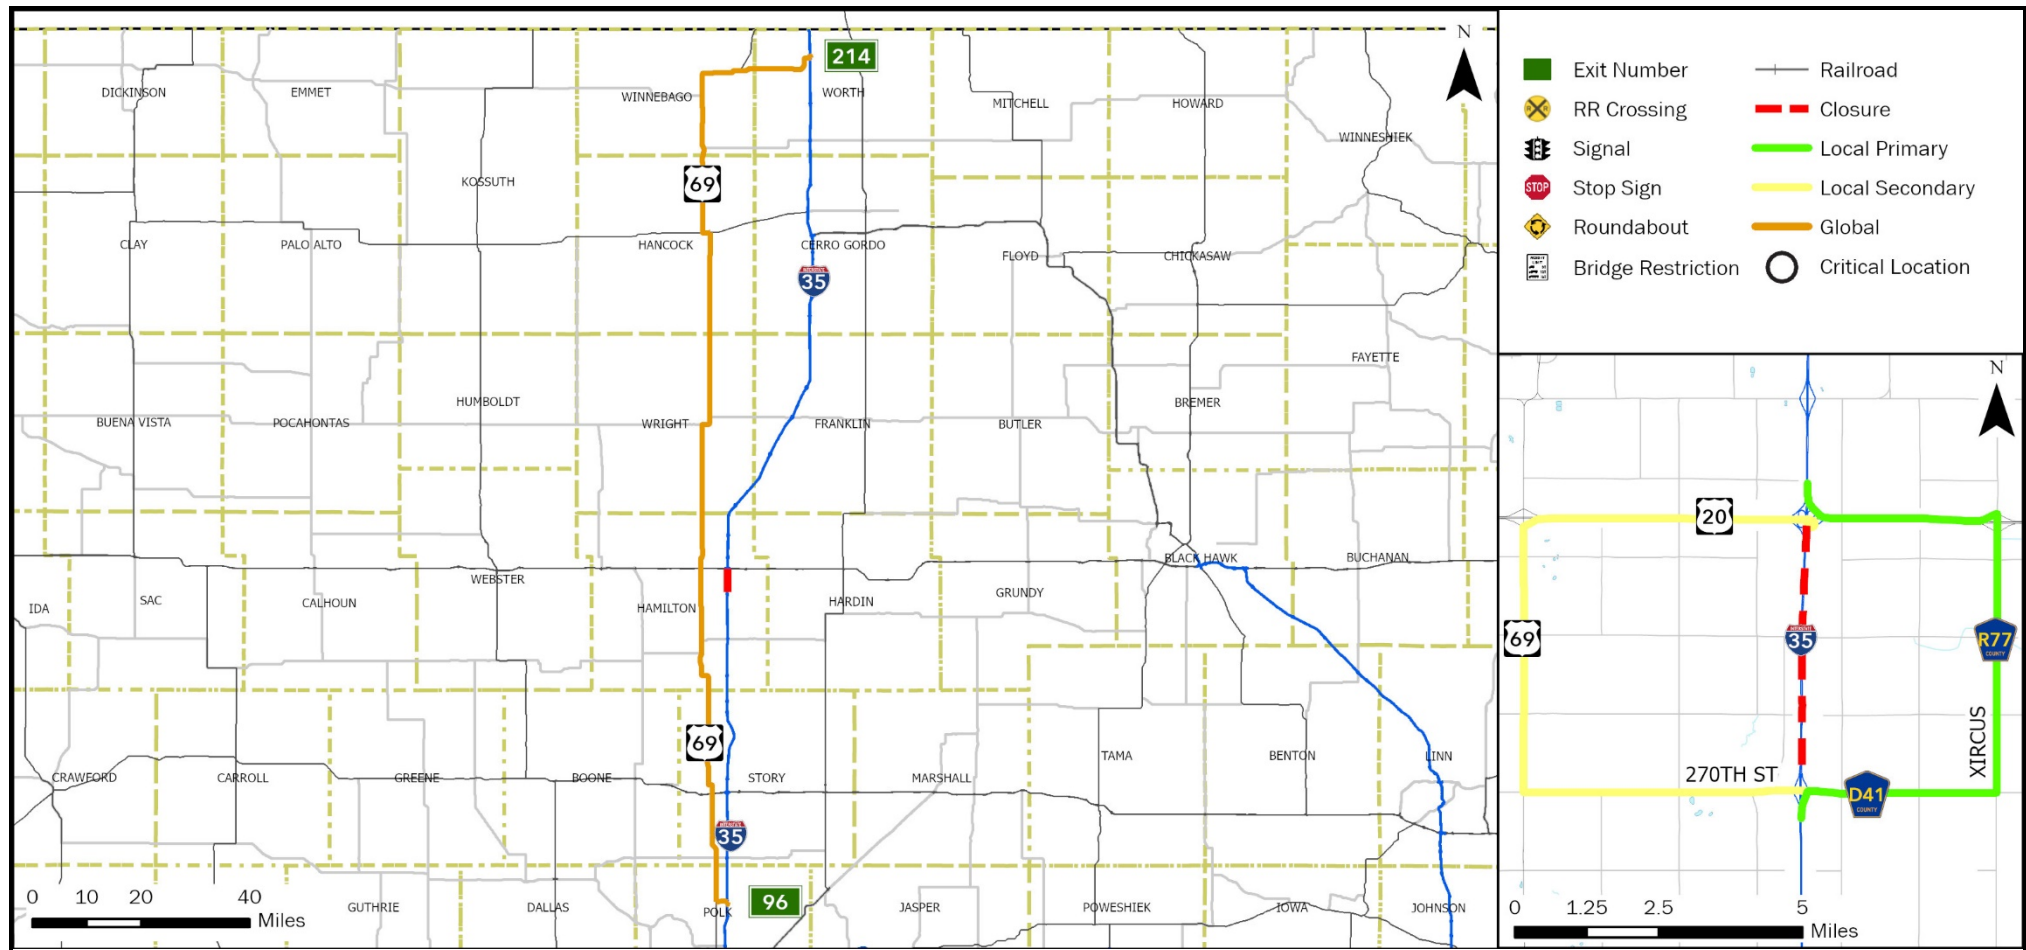 N
214
DICKINSON
EMMET
WINNEBAGO
WORTH
MITCHELL
HOWARD
WINNESHIEK
KOSSUTH
69
CLAY
PALO ALTO
HANCOCK
CERRO GORDO
FLOYD
CHICKASAW
35
FAYETTE
HUMBOLDT
BREMER
BUENA VISTA
POCAHONTAS
WRIGHT
FRANKLIN
BUTLER
BLACK HAWK
BUCHANAN
WEBSTER
IDA
SAC
CALHOUN
HAMILTON
HARDIN
GRUNDY
69
TAMA
BENTON
LINN
CRAWFORD
CARROLL
GREENE
BOONE
STORY
MARSHALL
35
0 10 20 40
Miles
GUTHRIE
DALLAS
POLK
96
JASPER
POWESHIEK
IOWA
JOHNSON
Exit Number
RR Crossing
Signal
STOP
Stop Sign
Roundabout
Bridge Restriction
Railroad
Closure
Local Primary
Local Secondary
Global
Critical Location
N
20
69
35
R77
COUNTY
XIRCUS
270TH ST
D41
COUNTY
0 1.25 2.5 5
Miles